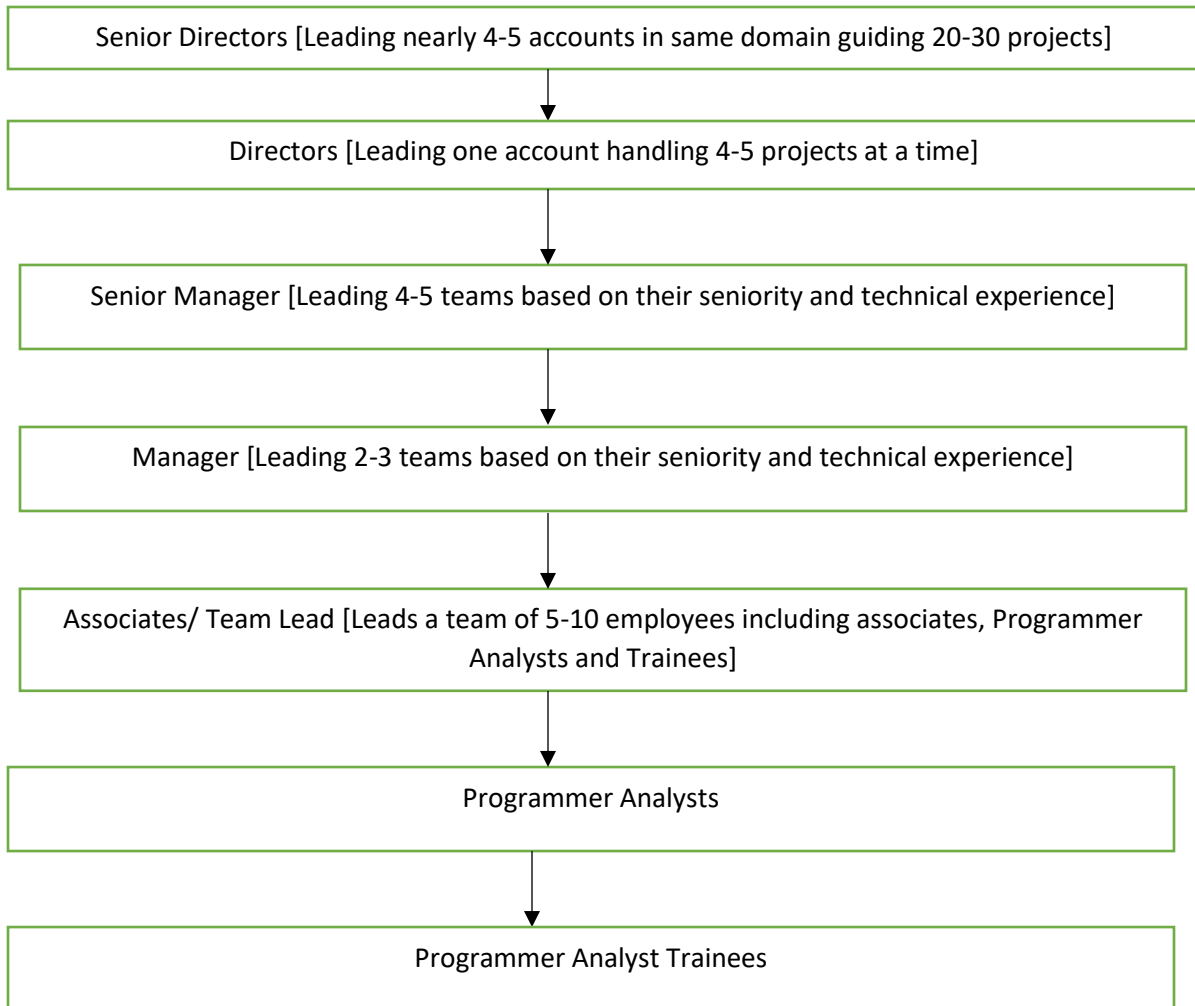 Senior Directors [Leading nearly 4-5 accounts in same domain guiding 20-30 projects]
Directors [Leading one account handling 4-5 projects at a time]
Senior Manager [Leading 4-5 teams based on their seniority and technical experience]
Manager [Leading 2-3 teams based on their seniority and technical experience]
Associates/ Team Lead [Leads a team of 5-10 employees including associates, Programmer
Analysts and Trainees]
Programmer Analysts
Programmer Analyst Trainees